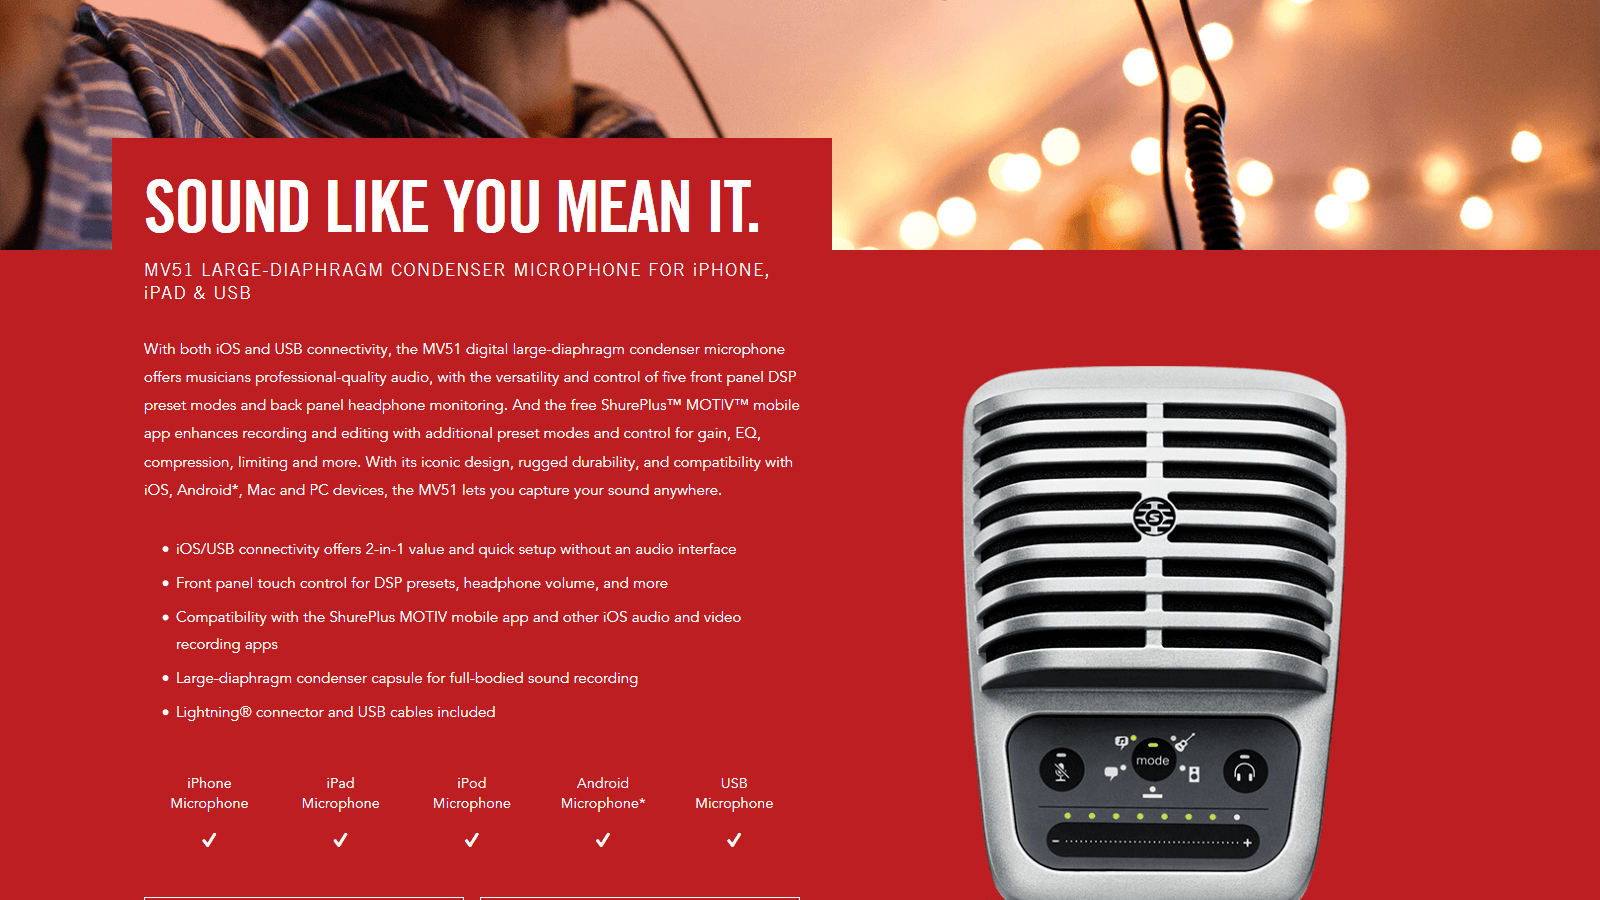 SOUND LIKE YOU MEAN IT.
MV51 LARGE-DIAPHRAGM CONDENSER MICROPHONE FOR iPHONE,
iPAD & USB
With both iOS and USB connectivity, the MV51 digital large-diaphragm condenser microphone
offers musicians professional-quality audio, with the versatility and control of five front panel DSP
preset modes and back panel headphone monitoring. And the free ShurePlus™ MOTIV™ mobile
app enhances recording and editing with additional preset modes and control for gain, EQ,
compression, limiting and more. With its iconic design, rugged durability, and compatibility with
iOS, Android*, Mac and PC devices, the MV51 lets you capture your sound anywhere.
• iOS/USB connectivity offers 2-in-1 value and quick setup without an audio interface
• Front panel touch control for DSP presets, headphone volume, and more
• Compatibility with the ShurePlus MOTIV mobile app and other iOS audio and video
recording apps
• Large-diaphragm condenser capsule for full-bodied sound recording
• Lightning® connector and USB cables included
iPhone iPad iPod Android USB
Microphone Microphone Microphone Microphone* Microphone
✓ ✓ ✓ ✓ ✓
S
mode
- +